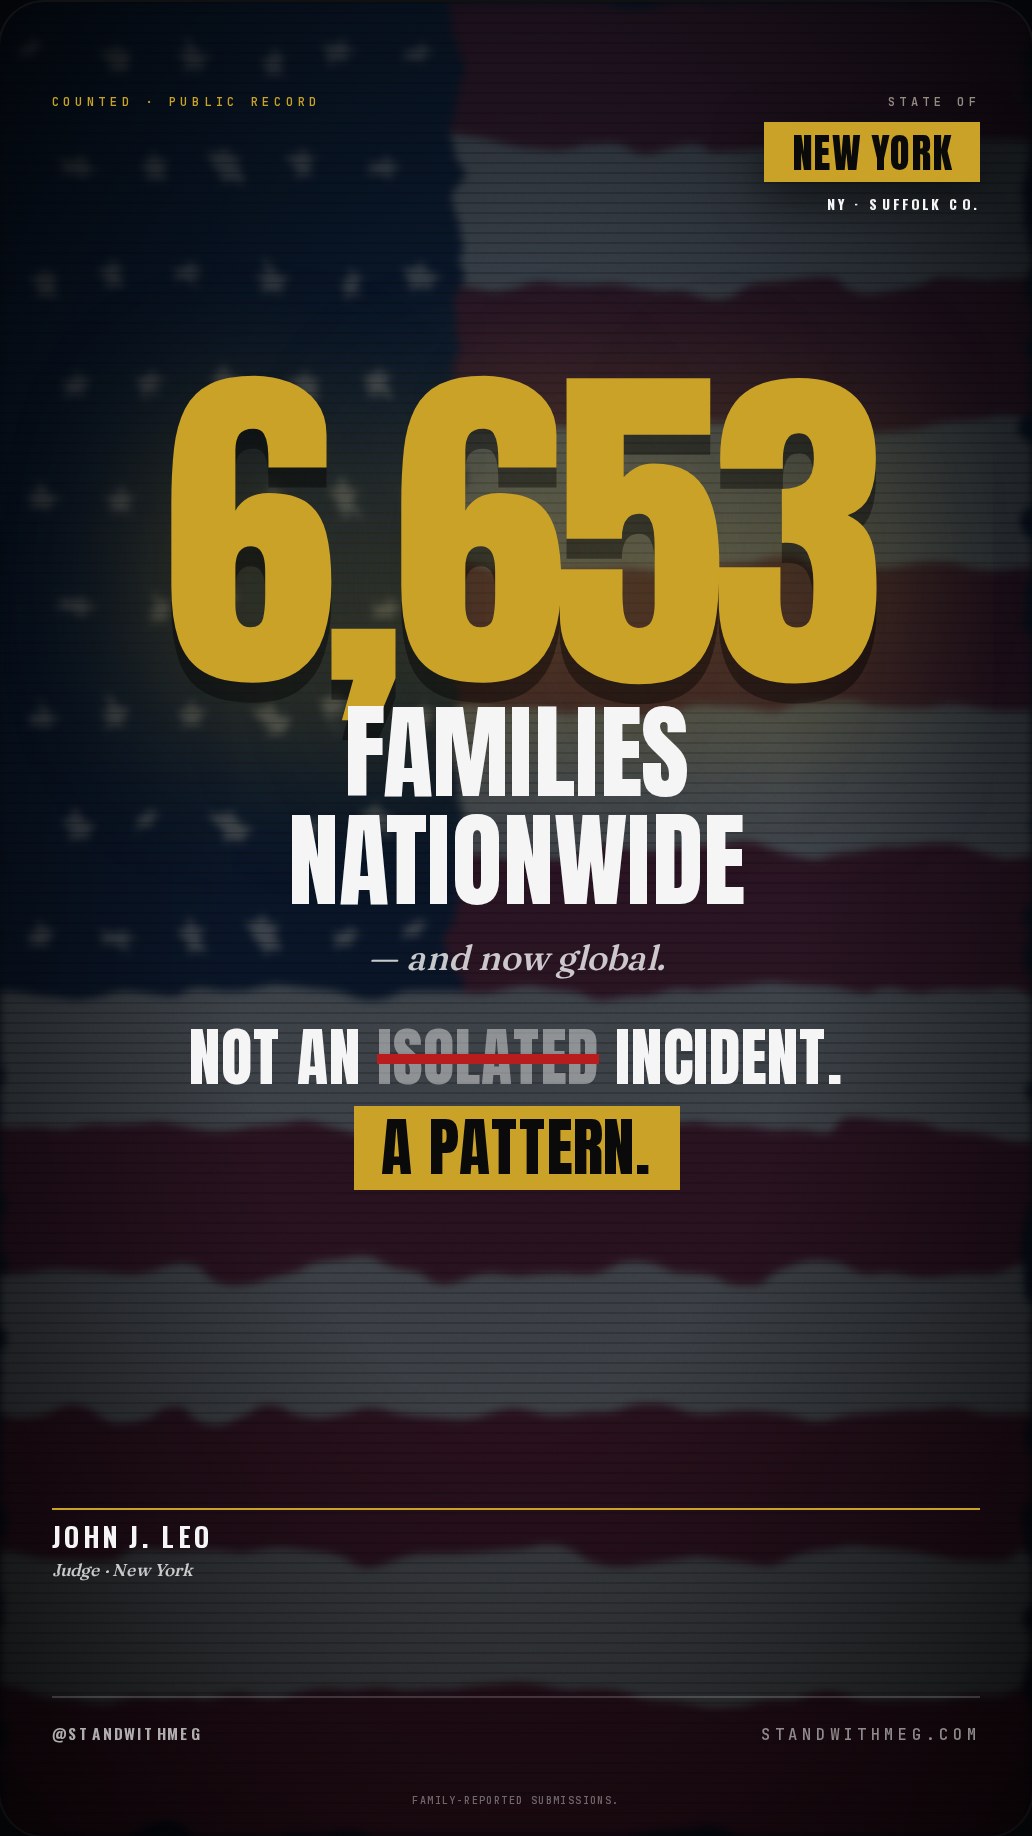 COUNTED · PUBLIC RECORD
STATE OF
NEW YORK
NY · SUFFOLK CO.
6,653
FAMILIES
NATIONWIDE
— and now global.
NOT AN ISOLATED INCIDENT.
A PATTERN.
JOHN J. LEO
Judge · New York
@STANDWITHMEG
STANDWITHMEG.COM
FAMILY-REPORTED SUBMISSIONS.